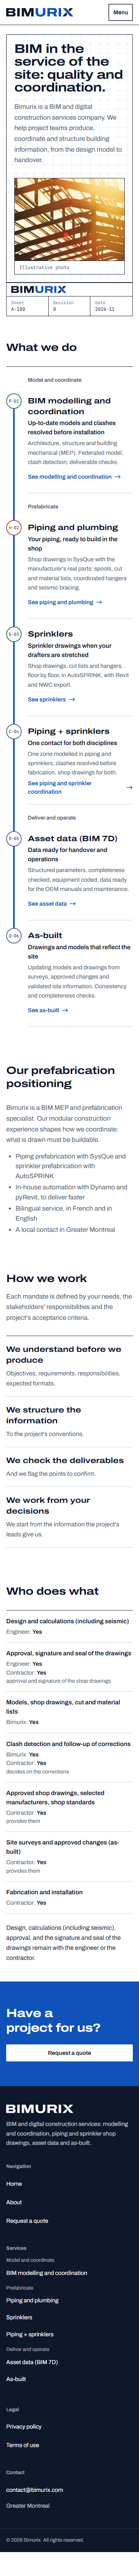 BIMURIX
Menu
BIM in the
service of the
site: quality and
coordination.
Bimurix is a BIM and digital
construction services company. We
help project teams produce,
coordinate and structure building
information, from the design model to
handover.
Illustrative photo
BIMURIX
Sheet
A-100
Revision
0
Date
2026-11
What we do
Model and coordinate
BIM modelling and
coordination
Up-to-date models and clashes
resolved before installation
Architecture, structure and building
mechanical (MEP). Federated model,
clash detection, deliverable checks.
See modelling and coordination →
Prefabricate
Piping and plumbing
Your piping, ready to build in the
shop
Shop drawings in SysQue with the
manufacturer's real parts: spools, cut
and material lists, coordinated hangers
and seismic bracing.
See piping and plumbing →
Sprinklers
Sprinkler drawings when your
drafters are stretched
Shop drawings, cut lists and hangers,
floor by floor, in AutoSPRINK, with Revit
and NWC export.
See sprinklers →
Piping + sprinklers
One contact for both disciplines
One zone modelled in piping and
sprinklers, clashes resolved before
fabrication, shop drawings for both.
See piping and sprinkler
coordination →
Deliver and operate
Asset data (BIM 7D)
Data ready for handover and
operations
Structured parameters, completeness
checked, equipment coded, data ready
for the O&M manuals and maintenance.
See asset data →
As-built
Drawings and models that reflect the
site
Updating models and drawings from
surveys, approved changes and
validated site information. Consistency
and completeness checks.
See as-built →
Our prefabrication
positioning
Bimurix is a BIM MEP and prefabrication
specialist. Our modular construction
experience shapes how we coordinate:
what is drawn must be buildable.
• Piping prefabrication with SysQue and
sprinkler prefabrication with
AutoSPRINK
• In-house automation with Dynamo and
pyRevit, to deliver faster
• Bilingual service, in French and in
English
• A local contact in Greater Montreal
How we work
Each mandate is defined by your needs, the
stakeholders' responsibilities and the
project's acceptance criteria.
We understand before we
produce
Objectives, requirements, responsibilities,
expected formats.
We structure the
information
To the project's conventions.
We check the deliverables
And we flag the points to confirm.
We work from your
decisions
We start from the information the project's
leads give us.
Who does what
Design and calculations (including seismic)
Engineer: Yes
Approval, signature and seal of the drawings
Engineer: Yes
Contractor: Yes
approval and signature of the shop drawings
Models, shop drawings, cut and material
lists
Bimurix: Yes
Clash detection and follow-up of corrections
Bimurix: Yes
Contractor: Yes
decides on the corrections
Approved shop drawings, selected
manufacturers, shop standards
Contractor: Yes
provides them
Site surveys and approved changes (as-
built)
Contractor: Yes
provides them
Fabrication and installation
Contractor: Yes
Design, calculations (including seismic),
approval, and the signature and seal of the
drawings remain with the engineer or the
contractor.
Have a
project for us?
Request a quote
BIMURIX
BIM and digital construction services: modelling
and coordination, piping and sprinkler shop
drawings, asset data and as-built.
Navigation
Home
About
Request a quote
Services
Model and coordinate
BIM modelling and coordination
Prefabricate
Piping and plumbing
Sprinklers
Piping + sprinklers
Deliver and operate
Asset data (BIM 7D)
As-built
Legal
Privacy policy
Terms of use
Contact
contact@bimurix.com
Greater Montreal
© 2026 Bimurix. All rights reserved.